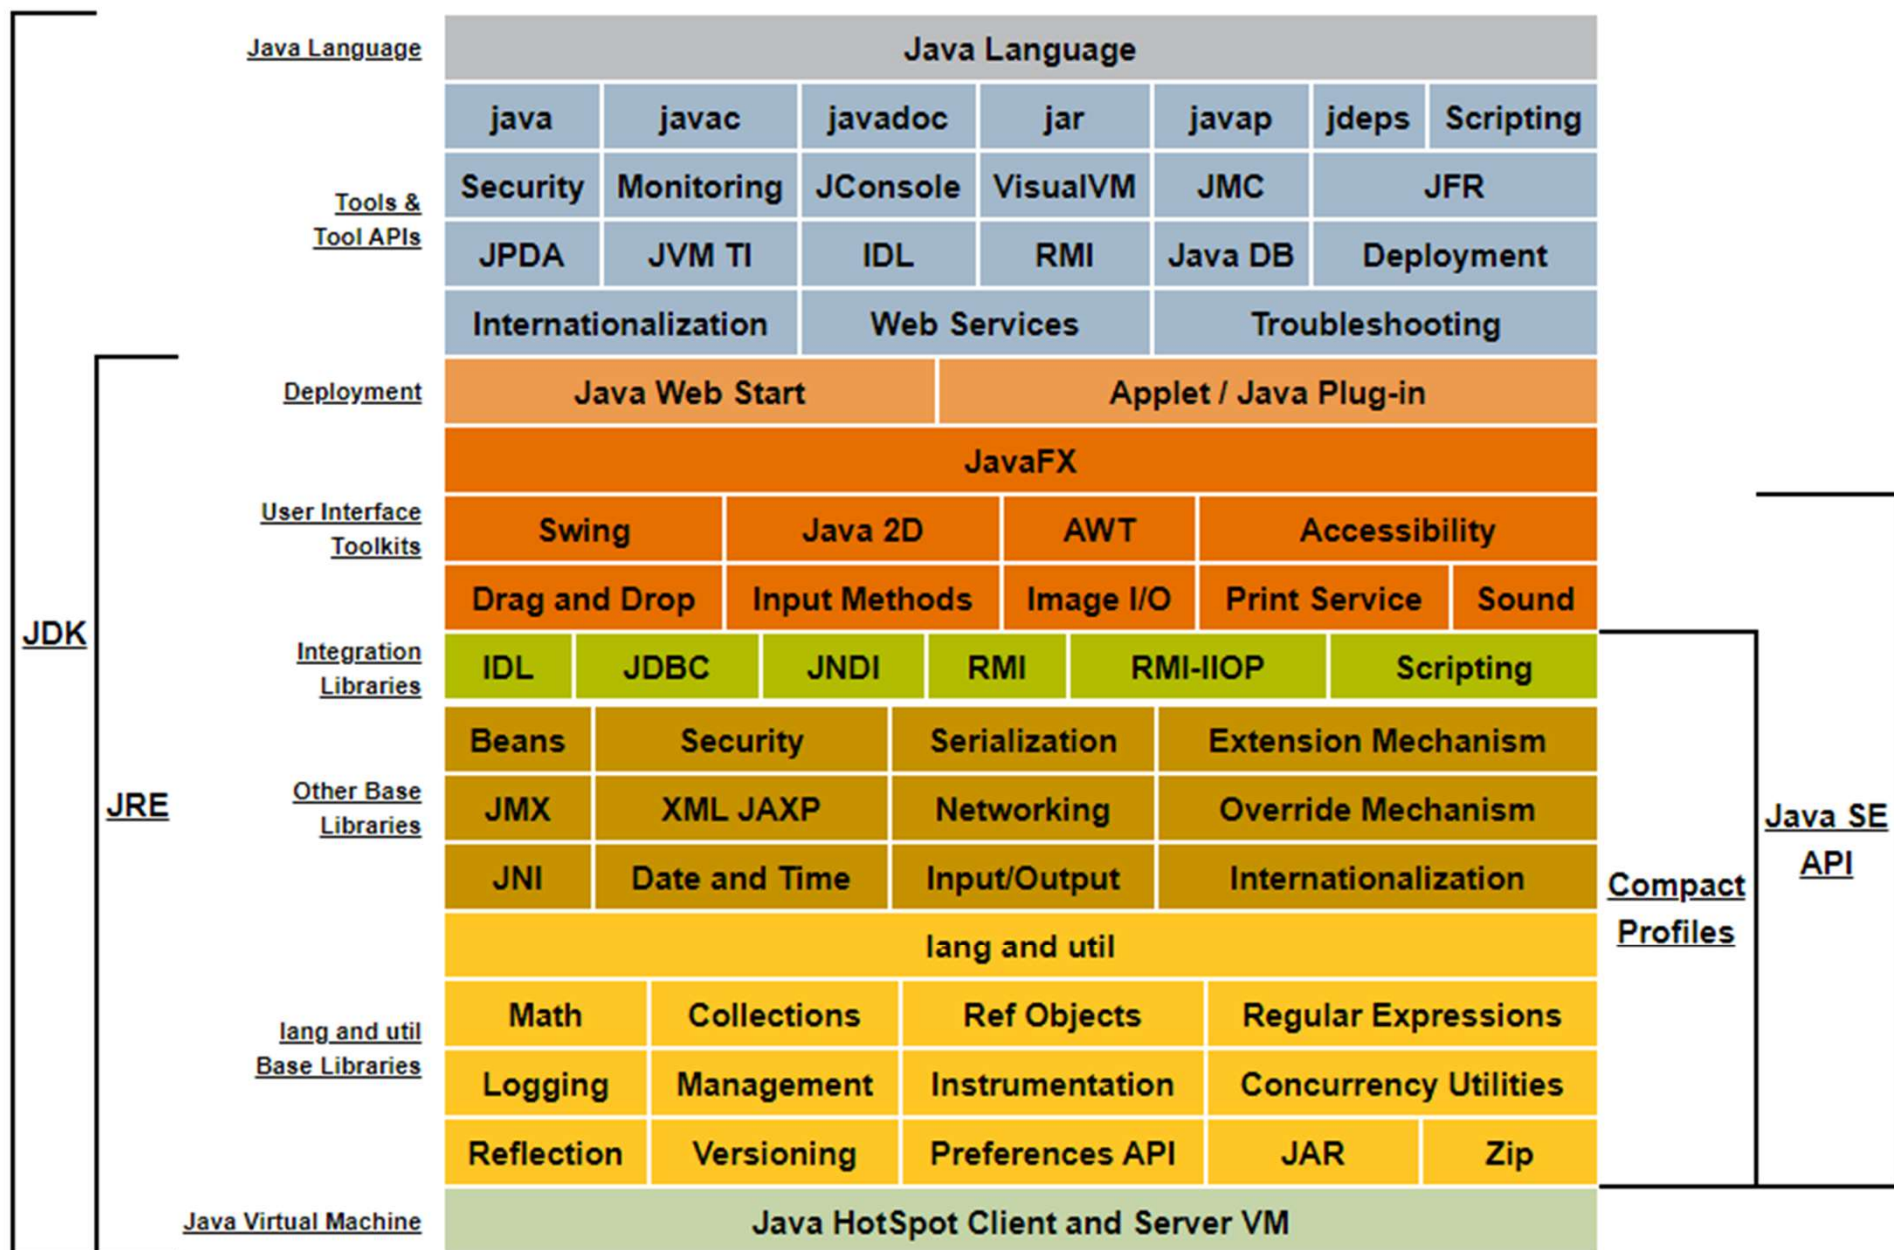 Java Language
Java Language
java javac javadoc jar javap jdeps Scripting
Security Monitoring JConsole VisualVM JMC JFR
Tools &
Tool APIs
JPDA JVM TI IDL RMI Java DB Deployment
Internationalization Web Services Troubleshooting
Deployment
Java Web Start Applet / Java Plug-in
JavaFX
User Interface
Toolkits
Swing Java 2D AWT Accessibility
Drag and Drop Input Methods Image I/O Print Service Sound
JDK
Integration
Libraries
IDL JDBC JNDI RMI RMI-IIOP Scripting
Beans Security Serialization Extension Mechanism
JRE
Other Base
Libraries
JMX XML JAXP Networking Override Mechanism
Java SE
API
JNI Date and Time Input/Output Internationalization
Compact
Profiles
lang and util
Math Collections Ref Objects Regular Expressions
lang and util
Base Libraries
Logging Management Instrumentation Concurrency Utilities
Reflection Versioning Preferences API JAR Zip
Java Virtual Machine
Java HotSpot Client and Server VM